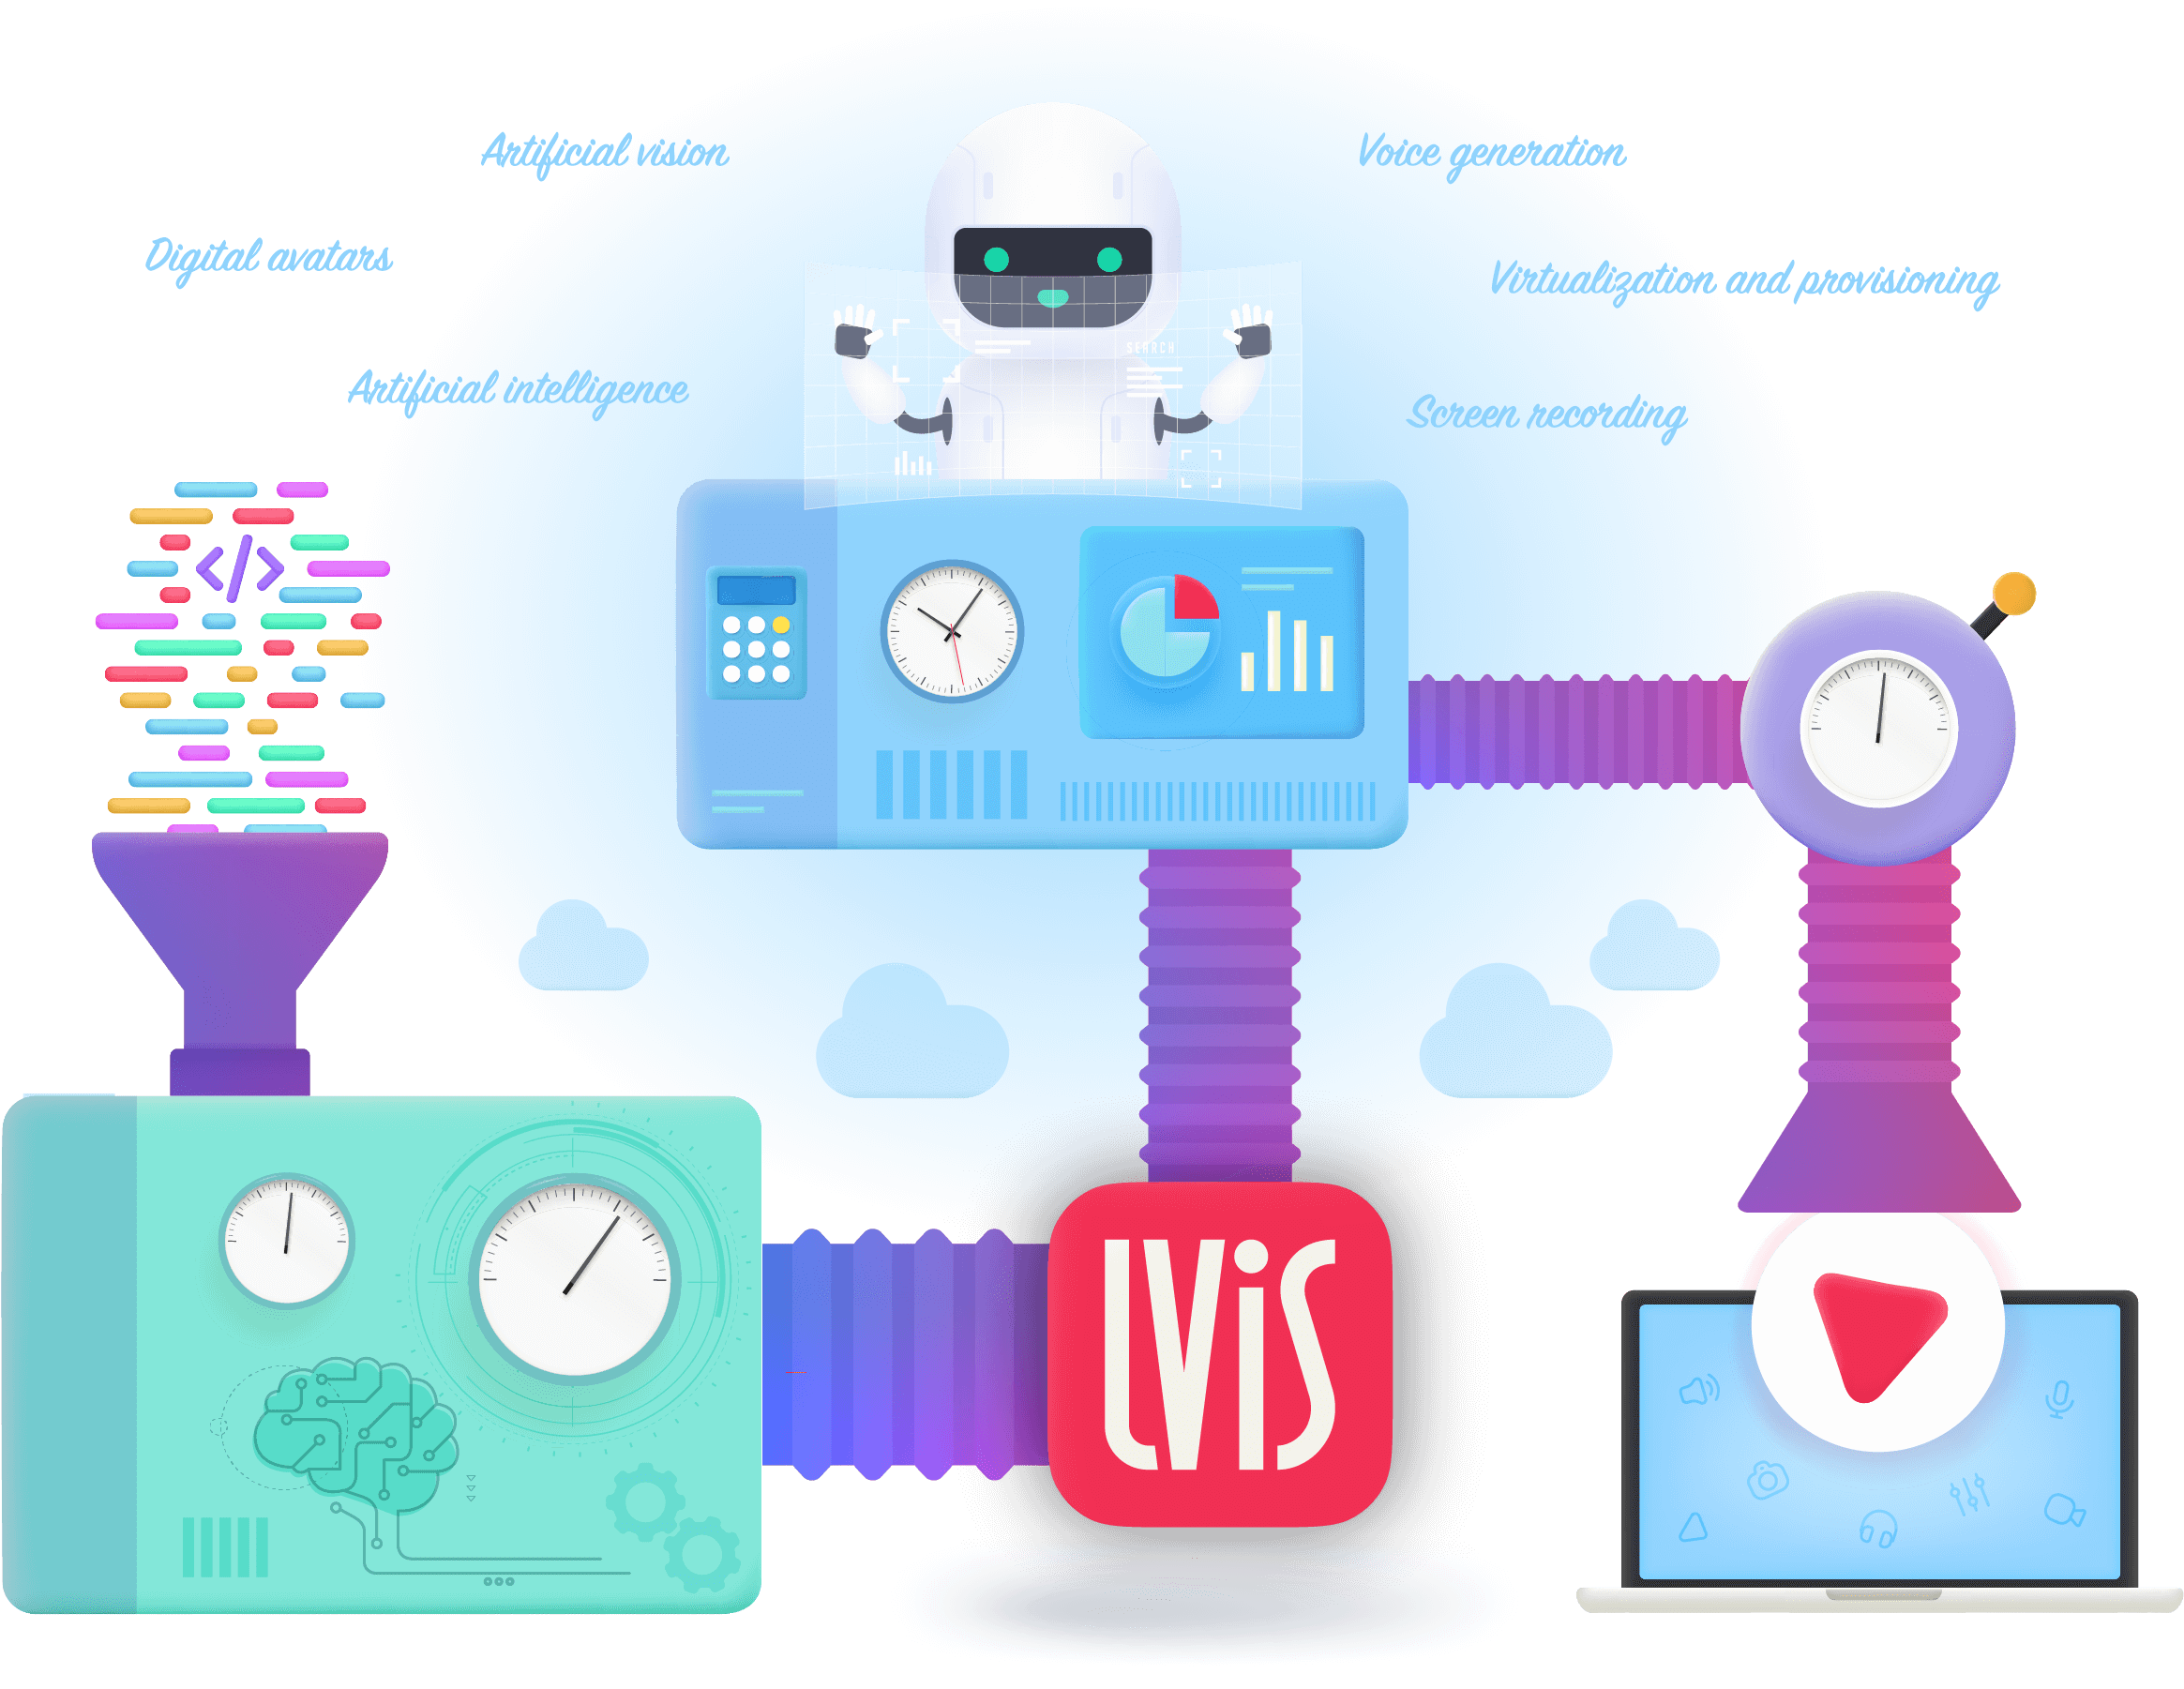 Artificial vision
Voice generation
Digital avatars
Virtualization and provisioning
Artificial intelligence
Screen recording
SEARCH
LViS